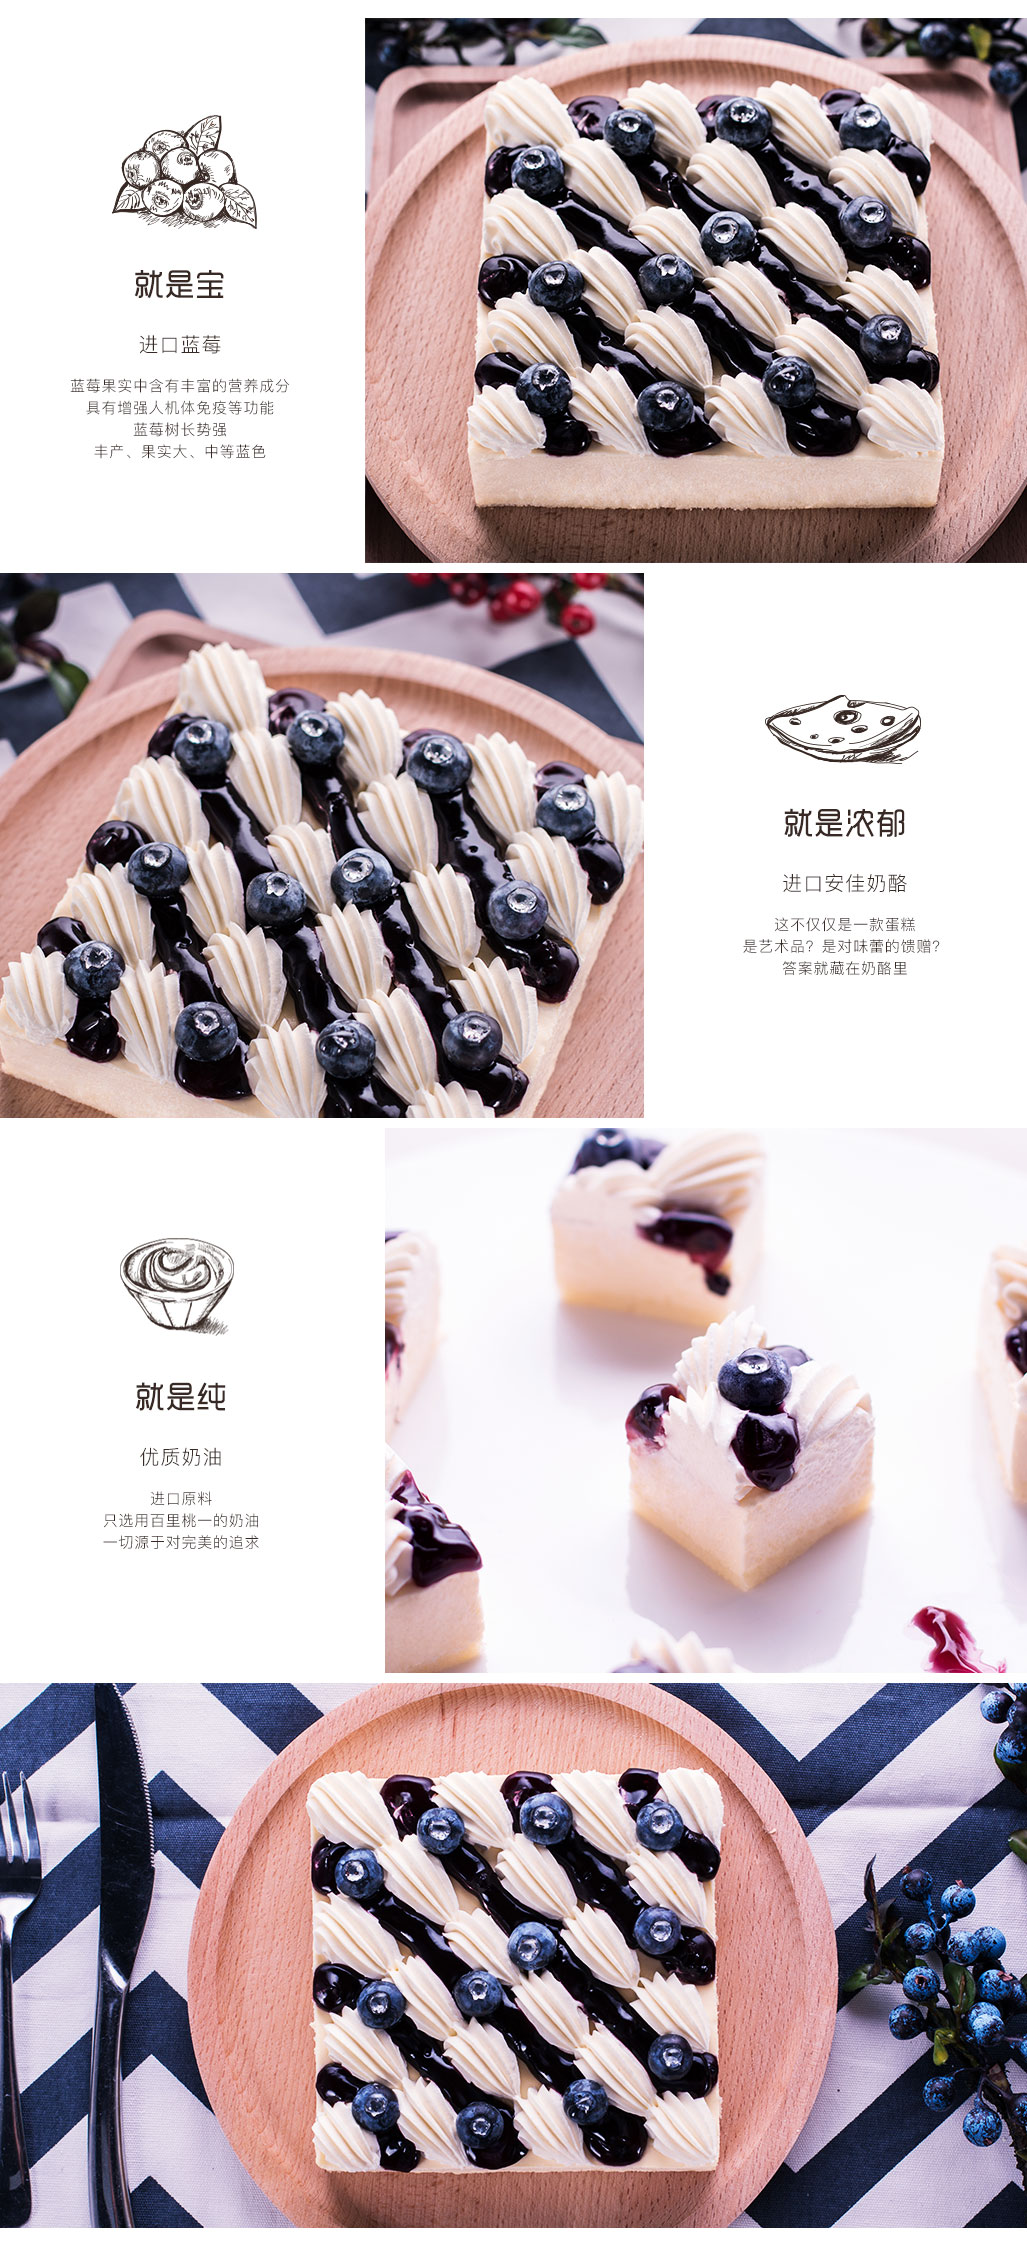 就是宝
进口蓝莓
蓝莓果实中含有丰富的营养成分
具有增强人机体免疫等功能
蓝莓树长势强
丰产、果实大、中等蓝色
就是浓郁
进口安佳奶酪
这不仅仅是一款蛋糕
是艺术品？是对味蕾的馈赠？
答案就藏在奶酪里
就是纯
优质奶油
进口原料
只选用百里桃一的奶油
一切源于对完美的追求